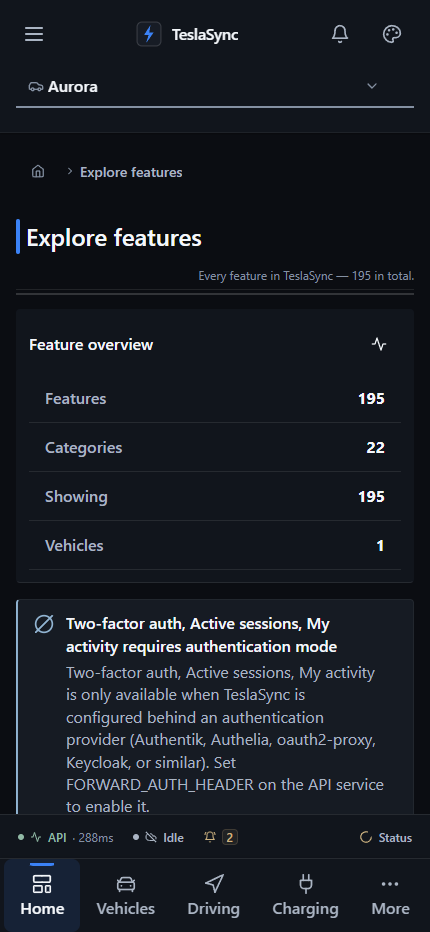 TeslaSync
Aurora
Explore features
Explore features
Every feature in TeslaSync — 195 in total.
Feature overview
Features 195
Categories 22
Showing 195
Vehicles 1
Two-factor auth, Active sessions, My
activity requires authentication mode
Two-factor auth, Active sessions, My activity
is only available when TeslaSync is
configured behind an authentication
provider (Authentik, Authelia, oauth2-proxy,
Keycloak, or similar). Set
FORWARD_AUTH_HEADER on the API service
to enable it.
API · 288ms Idle 2 Status
Home Vehicles Driving Charging More